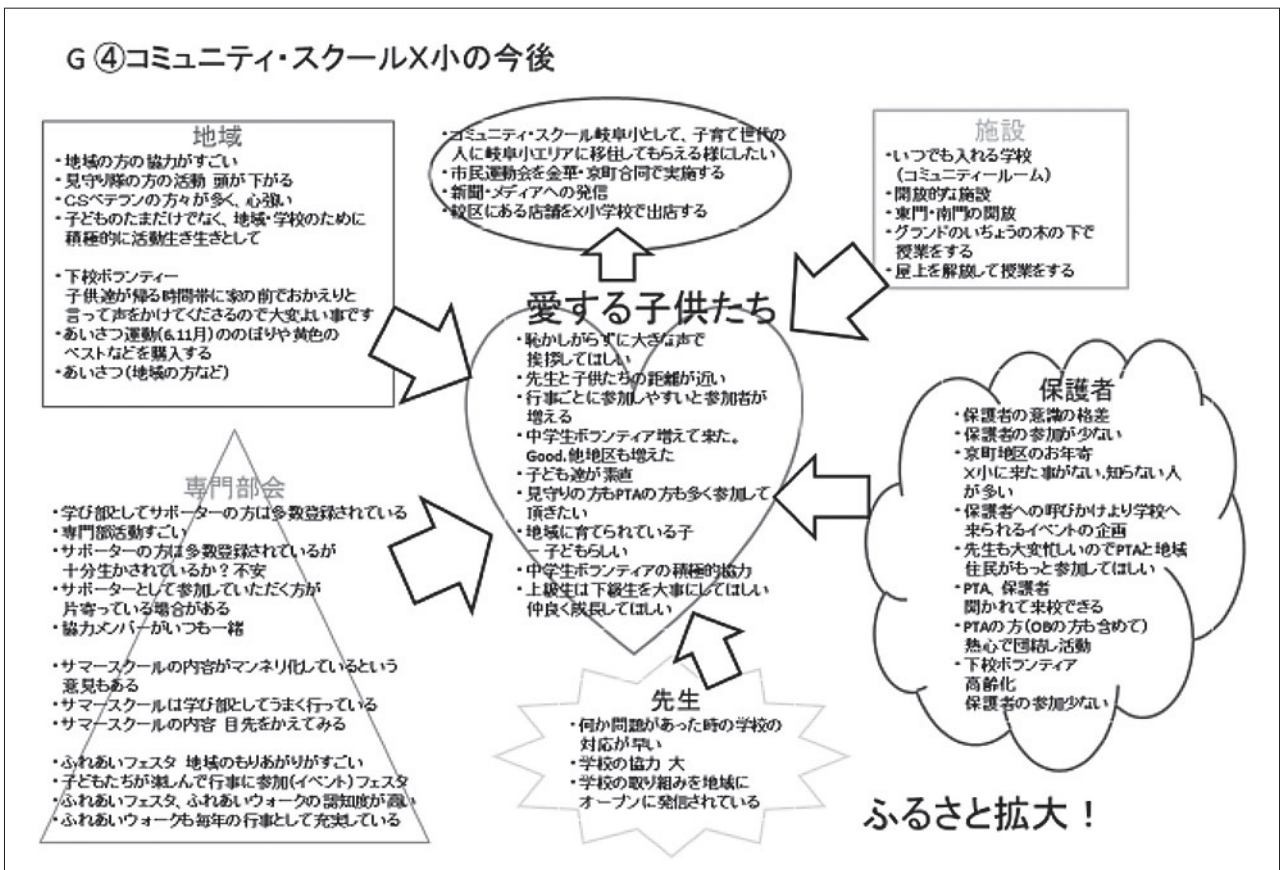 G ④コミュニティ・スクールX小の今後
地域
・地域の方の協力がすごい
・見守り隊の方の活動 頭が下がる
・CSベテランの方々が多く、心強い
・子どものたまだけでなく、地域・学校のために
積極的に活動生き生きとして
・下校ボランティー
子供達が帰る時間帯に家の前でおかえりと
言って声をかけてくださるので大変よい事です
・あいさつ運動(6.11月)ののぼりや黄色の
ベストなどを購入する
・あいさつ(地域の方など)
・コミュニティ・スクール岐阜小として、子育て世代の
人に岐阜小エリアに移住してもらえる様にしたい
・市民運動会を金華・京町合同で実施する
・新聞・メディアへの発信
・校区にある店舗をX小学校で出店する
施設
・いつでも入れる学校
(コミュニティールーム)
・開放的な施設
・東門・南門の開放
・グランドのいちょうの木の下で
授業をする
・屋上を解放して授業をする
愛する子供たち
・恥かしがらずに大きな声で
挨拶してほしい
・先生と子供たちの距離が近い
・行事ごとに参加しやすいと参加者が
増える
・中学生ボランティア増えて来た。
Good.他地区も増えた
・子ども達が素直
・見守りの方もPTAの方も多く参加して
頂きたい
・地域に育てられている子
－子どもらしい
・中学生ボランティアの積極的協力
・上級生は下級生を大事にしてほしい
仲良く成長してほしい
保護者
・保護者の意識の格差
・保護者の参加が少ない
・京町地区のお年寄
X小に来た事がない.知らない人
が多い
・保護者への呼びかけより学校へ
来られるイベントの企画
・先生も大変忙しいのでPTAと地域
住民がもっと参加してほしい
・PTA、保護者
開かれて来校できる
・PTAの方(OBの方も含めて)
熱心で団結し活動
・下校ボランティア
高齢化
保護者の参加少ない
専門部会
・学び部としてサポーターの方は多数登録されている
・専門部活動すごい
・サポーターの方は多数登録されているが
十分生かされているか？不安
・サポーターとして参加していただく方が
片寄っている場合がある
・協力メンバーがいつも一緒
・サマースクールの内容がマンネリ化しているという
意見もある
・サマースクールは学び部としてうまく行っている
・サマースクールの内容 目先をかえてみる
・ふれあいフェスタ 地域のもりあがりがすごい
・子どもたちが楽しんで行事に参加(イベント)フェスタ
・ふれあいフェスタ、ふれあいウォークの認知度が高い
・ふれあいウォークも毎年の行事として充実している
先生
・何か問題があった時の学校の
対応が早い
・学校の協力 大
・学校の取り組みを地域に
オープンに発信されている
ふるさと拡大！